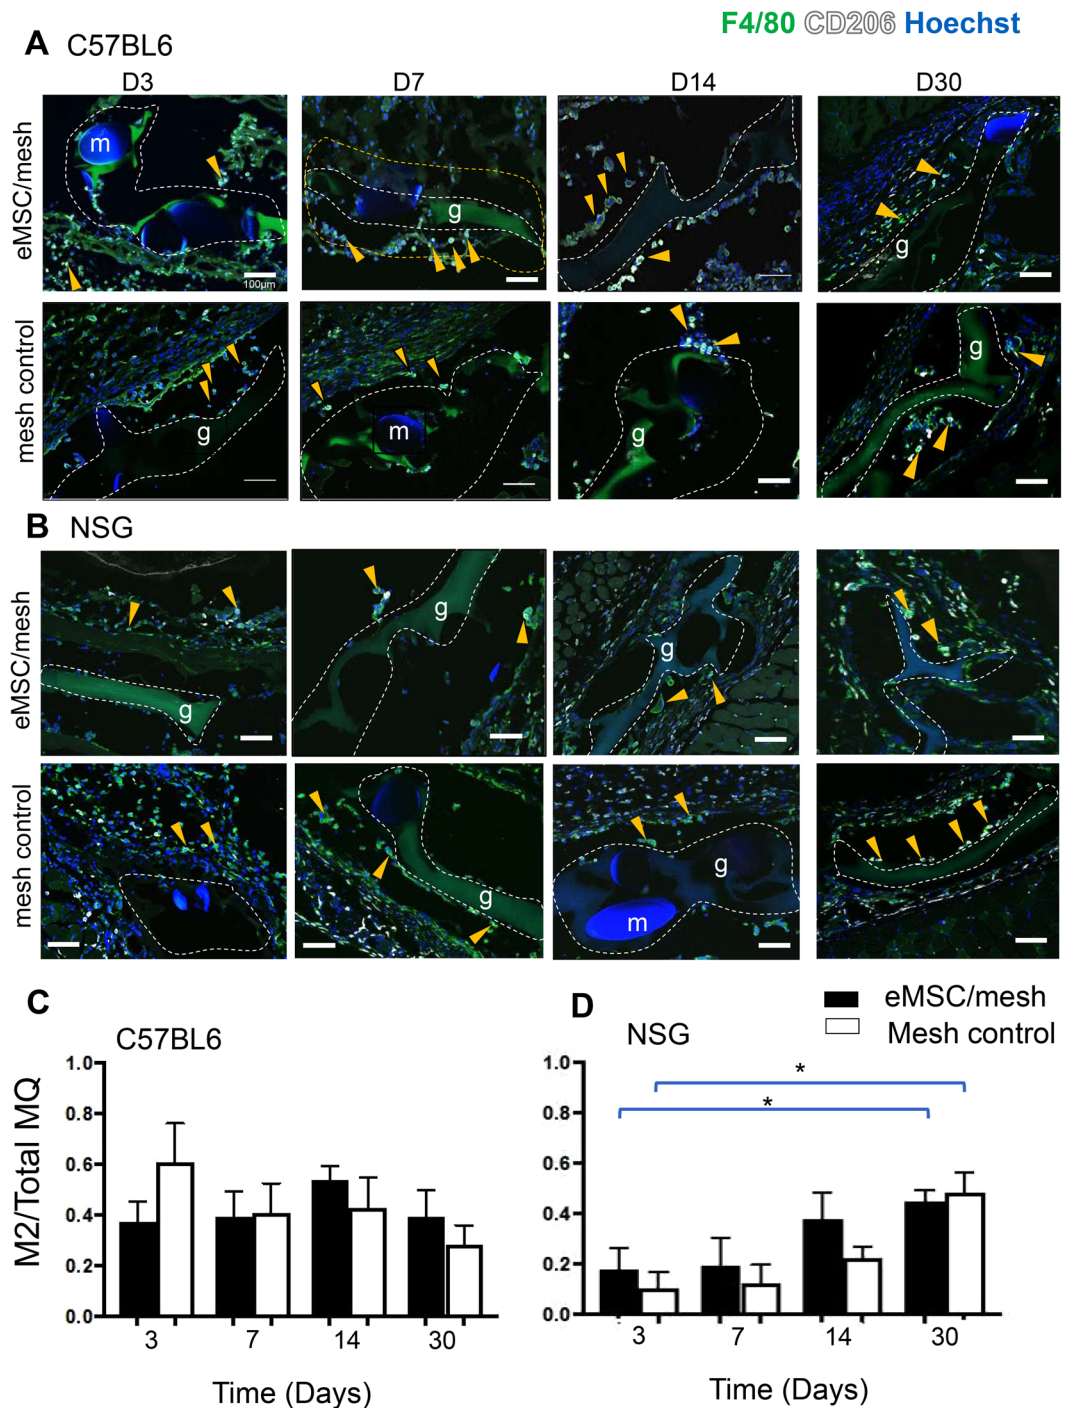 F4/80 CD206 Hoechst
A C57BL6
D3 D7 D14 D30
eMSC/mesh
m
g
g
100µm
mesh control
g
m
g
g
B NSG
eMSC/mesh
g
g
g
mesh control
g
m
g
C
C57BL6
D
NSG
eMSC/mesh
Mesh control
M2/Total MQ
1.0
0.8
0.6
0.4
0.2
0.0
3 7 14 30
Time (Days)
1.0
0.8
0.6
0.4
0.2
0.0
*
*
3 7 14 30
Time (Days)